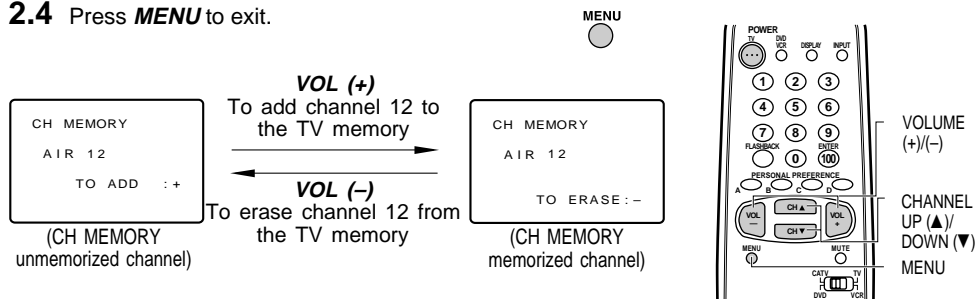 2.4 Press MENU to exit.
MENU
CH MEMORY
AIR 12
TO ADD :+
(CH MEMORY
unmemorized channel)
VOL (+)
To add channel 12 to
the TV memory
VOL (–)
To erase channel 12 from
the TV memory
CH MEMORY
AIR 12
TO ERASE:–
(CH MEMORY
memorized channel)
POWER
TV DVD DISPLAY INPUT
VCR
1 2 3
4 5 6
7 8 9
FLASHBACK ENTER
0 100
PERSONAL PREFERENCE
A B C D
VOL – CH ▲ VOL +
CH ▼
MENU MUTE
CATV TV
DVD VCR
VOLUME
(+)/(–)
CHANNEL
UP (▲)/
DOWN (▼)
MENU